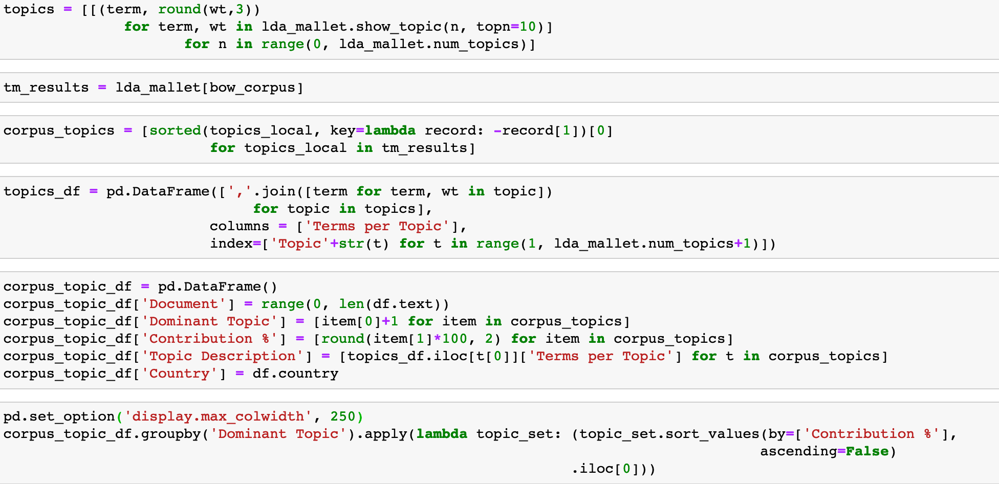 topics = [[(term, round(wt,3))
for term, wt in lda_mallet.show_topic(n, topn=10)]
for n in range(0, lda_mallet.num_topics)]
tm_results = lda_mallet[bow_corpus]
corpus_topics = [sorted(topics_local, key=lambda record: -record[1])[0]
for topics_local in tm_results]
topics_df = pd.DataFrame([','.join([term for term, wt in topic])
for topic in topics],
columns = ['Terms per Topic'],
index=['Topic'+str(t) for t in range(1, lda_mallet.num_topics+1)])
corpus_topic_df = pd.DataFrame()
corpus_topic_df['Document'] = range(0, len(df.text))
corpus_topic_df['Dominant Topic'] = [item[0]+1 for item in corpus_topics]
corpus_topic_df['Contribution %'] = [round(item[1]*100, 2) for item in corpus_topics]
corpus_topic_df['Topic Description'] = [topics_df.iloc[t[0]]['Terms per Topic'] for t in corpus_topics]
corpus_topic_df['Country'] = df.country
pd.set_option('display.max_colwidth', 250)
corpus_topic_df.groupby('Dominant Topic').apply(lambda topic_set: (topic_set.sort_values(by=['Contribution %'],
ascending=False)
.iloc[0]))